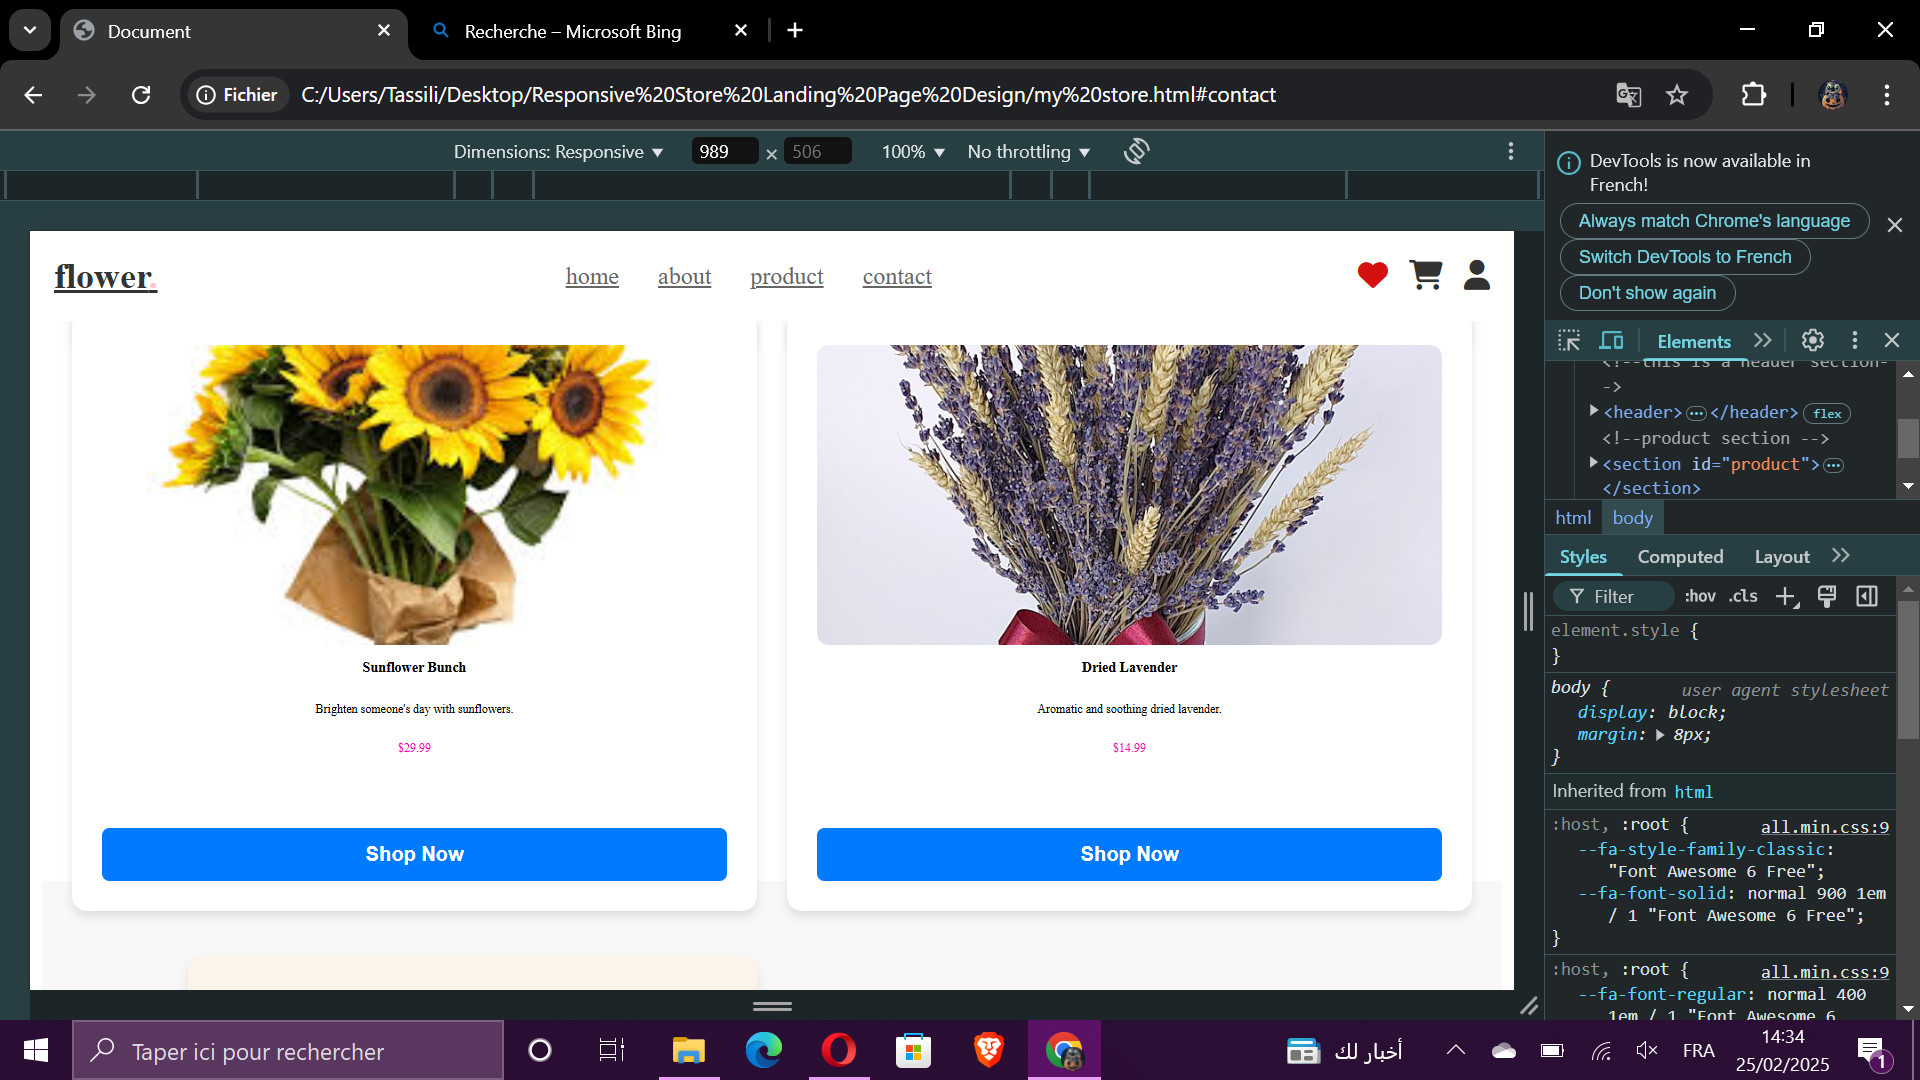 Document
Recherche – Microsoft Bing
Fichier
C:/Users/Tassili/Desktop/Responsive%20Store%20Landing%20Page%20Design/my%20store.html#contact
Dimensions: Responsive
989 × 506
100%
No throttling
DevTools is now available in
French!
Always match Chrome's language
Switch DevTools to French
Don't show again
flower.
home
about
product
contact
Elements
<!--this is a header section-
->
<header>…</header> flex
<!--product section -->
<section id="product">…
</section>
html
body
Styles
Computed
Layout
Filter
:hov
.cls
element.style {
}
body {
user agent stylesheet
display: block;
margin: 8px;
}
Inherited from html
:host, :root {
all.min.css:9
--fa-style-family-classic:
"Font Awesome 6 Free";
--fa-font-solid: normal 900 1em
/ 1 "Font Awesome 6 Free";
}
:host, :root {
all.min.css:9
--fa-font-regular: normal 400
1em / 1 "Font Awesome 6
Sunflower Bunch
Brighten someone's day with sunflowers.
$29.99
Shop Now
Dried Lavender
Aromatic and soothing dried lavender.
$14.99
Shop Now
Taper ici pour rechercher
أخبار لك
FRA
14:34
25/02/2025
1